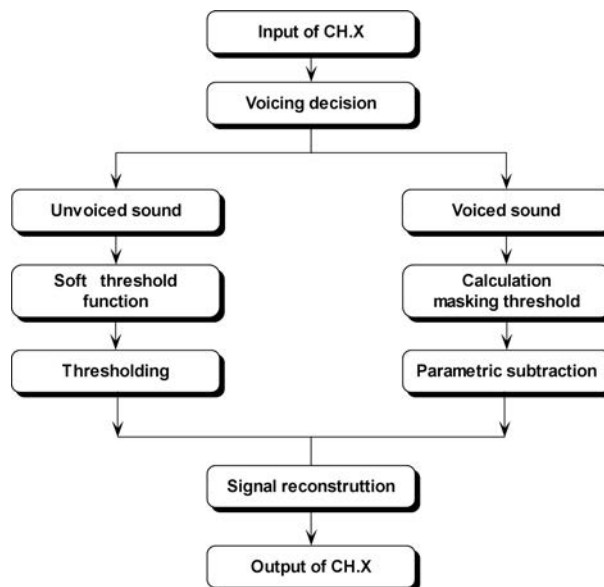 Input of CH.X
Voicing decision
Unvoiced sound
Voiced sound
Soft threshold
function
Calculation
masking threshold
Thresholding
Parametric subtraction
Signal reconstruttion
Output of CH.X